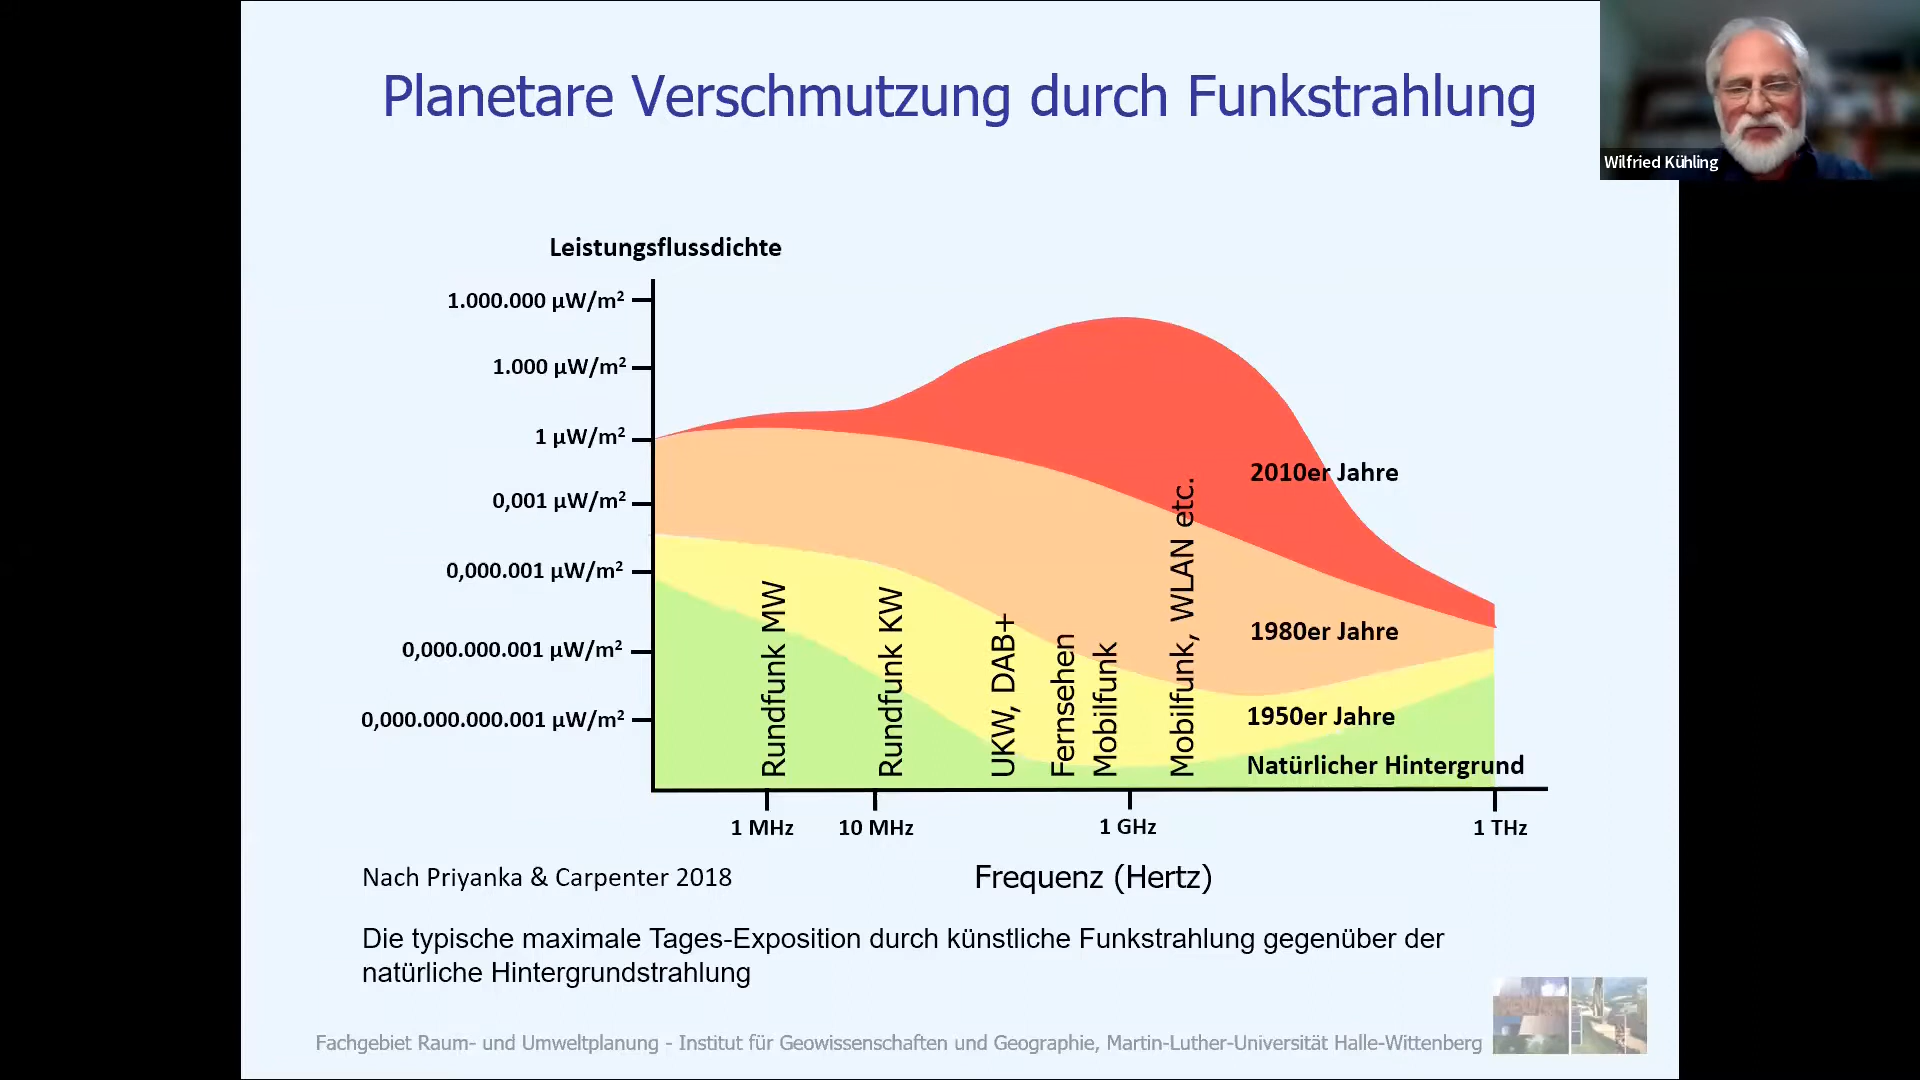 Planetare Verschmutzung durch Funkstrahlung
Wilfried Kühling
Leistungsflussdichte
1.000.000 µW/m²
1.000 µW/m²
1 µW/m²
0,001 µW/m²
0,000.001 µW/m²
0,000.000.001 µW/m²
0,000.000.000.001 µW/m²
Rundfunk MW
Rundfunk KW
UKW, DAB+
Fernsehen
Mobilfunk
Mobilfunk, WLAN etc.
2010er Jahre
1980er Jahre
1950er Jahre
Natürlicher Hintergrund
1 MHz
10 MHz
1 GHz
1 THz
Nach Priyanka & Carpenter 2018
Frequenz (Hertz)
Die typische maximale Tages-Exposition durch künstliche Funkstrahlung gegenüber der
natürliche Hintergrundstrahlung
Fachgebiet Raum- und Umweltplanung - Institut für Geowissenschaften und Geographie, Martin-Luther-Universität Halle-Wittenberg